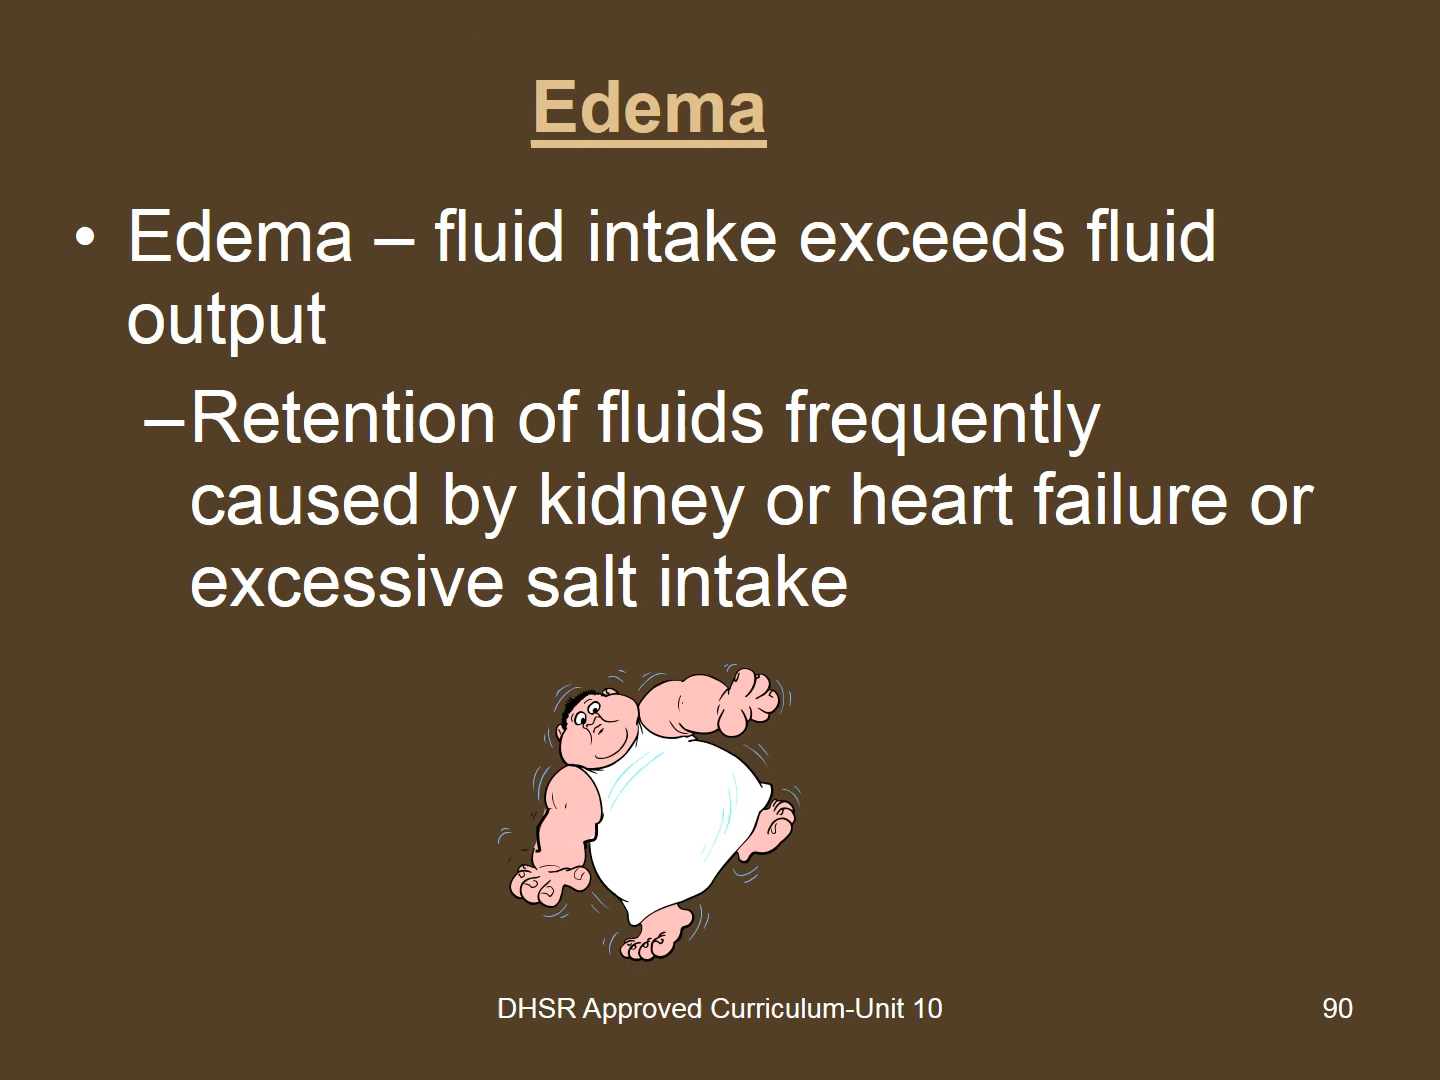 Edema
• Edema – fluid intake exceeds fluid
output
–Retention of fluids frequently
caused by kidney or heart failure or
excessive salt intake
DHSR Approved Curriculum-Unit 10
90